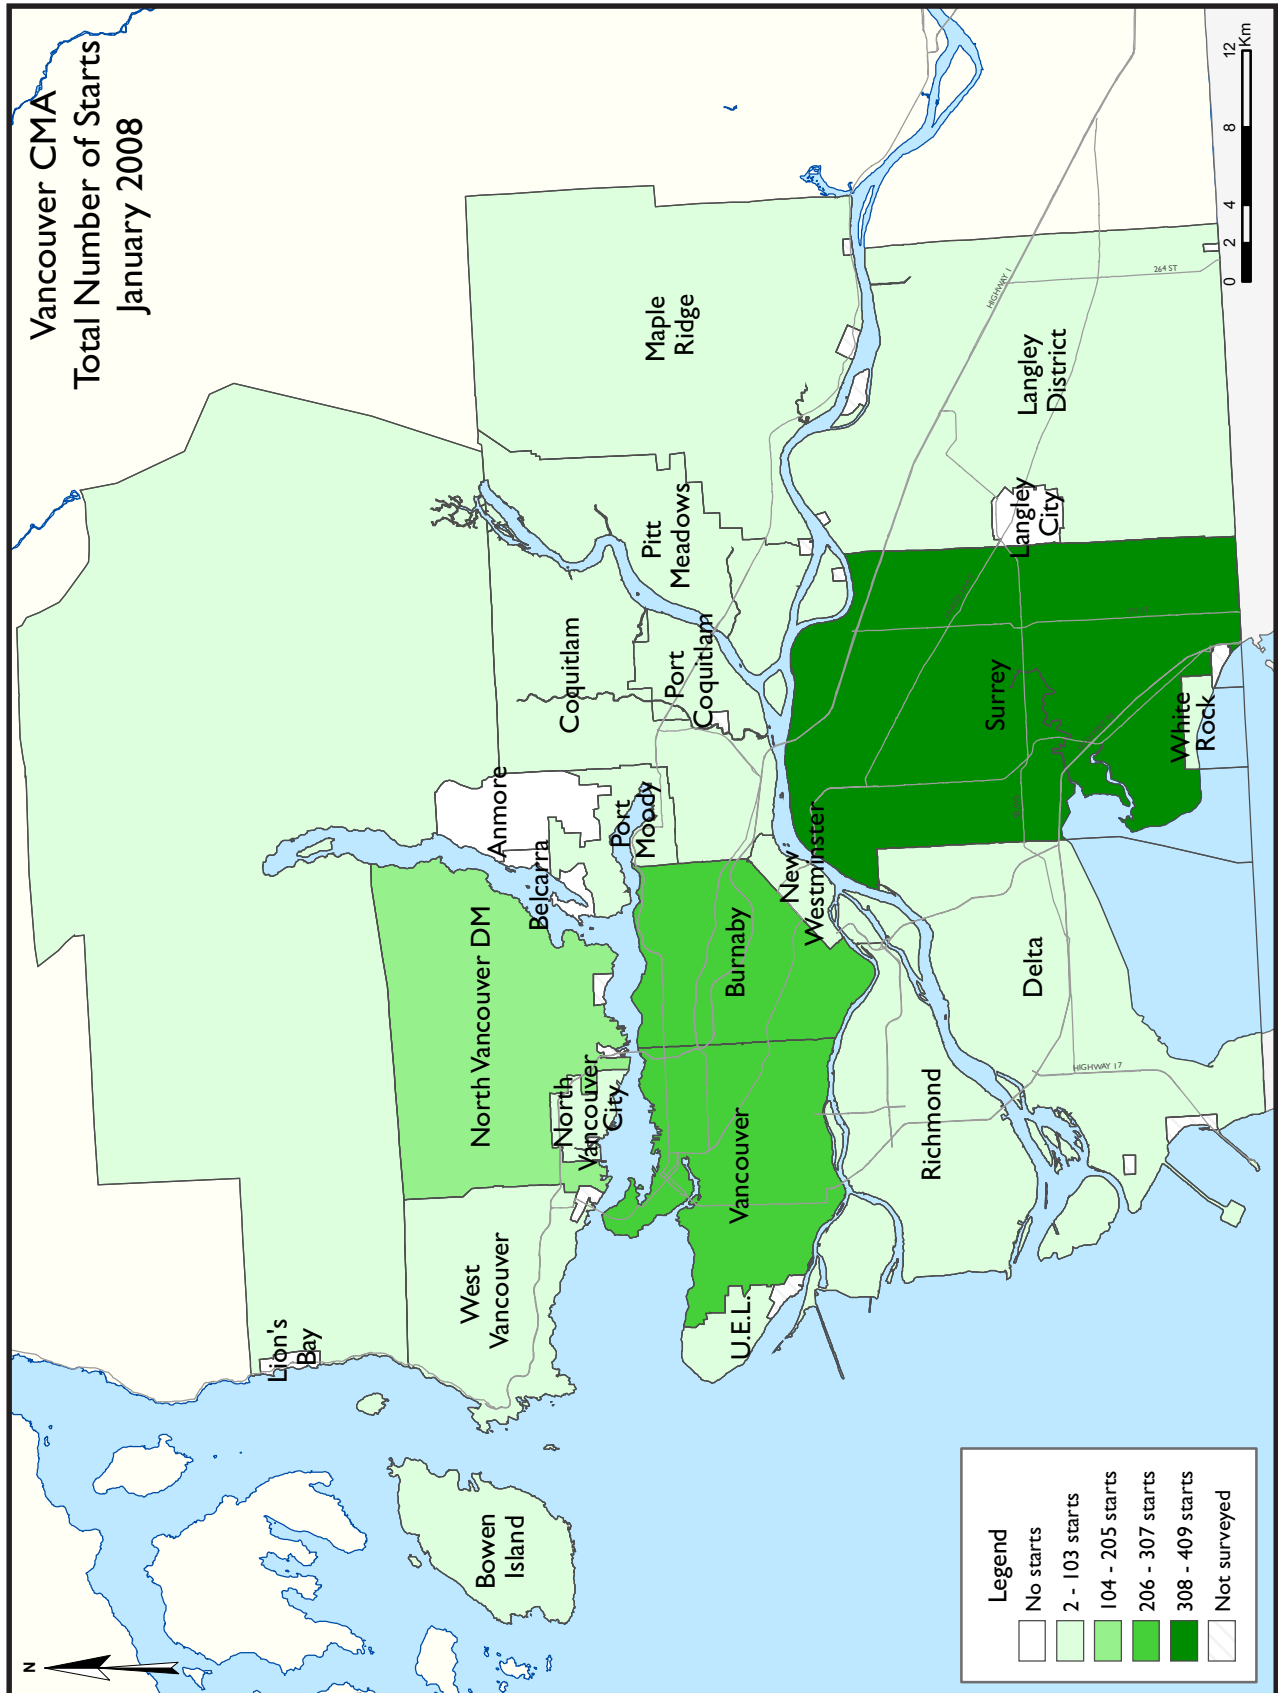 Vancouver CMA
Total Number of Starts
January 2008
N
Lion's
Bay
West
Vancouver
Bowen
Island
North Vancouver DM
North
Vancouver
City
Anmore
Belcarra
Port
Moody
Coquitlam
Port
Coquitlam
Pitt
Meadows
Maple
Ridge
U.E.L.
Vancouver
Burnaby
New
Westminster
Richmond
Delta
Surrey
White
Rock
Langley
City
Langley
District
HIGHWAY 1
264 ST
HIGHWAY 17
Legend
No starts
2 - 103 starts
104 - 205 starts
206 - 307 starts
308 - 409 starts
Not surveyed
0 2 4 8 12
Km